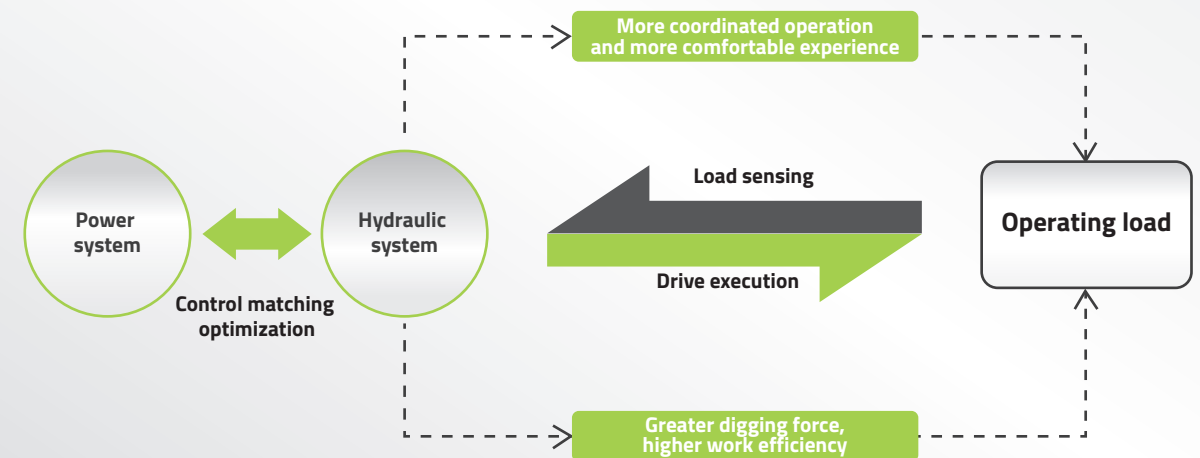 More coordinated operation
and more comfortable experience
Load sensing
Power
system
Hydraulic
system
Operating load
Drive execution
Control matching
optimization
Greater digging force,
higher work efficiency